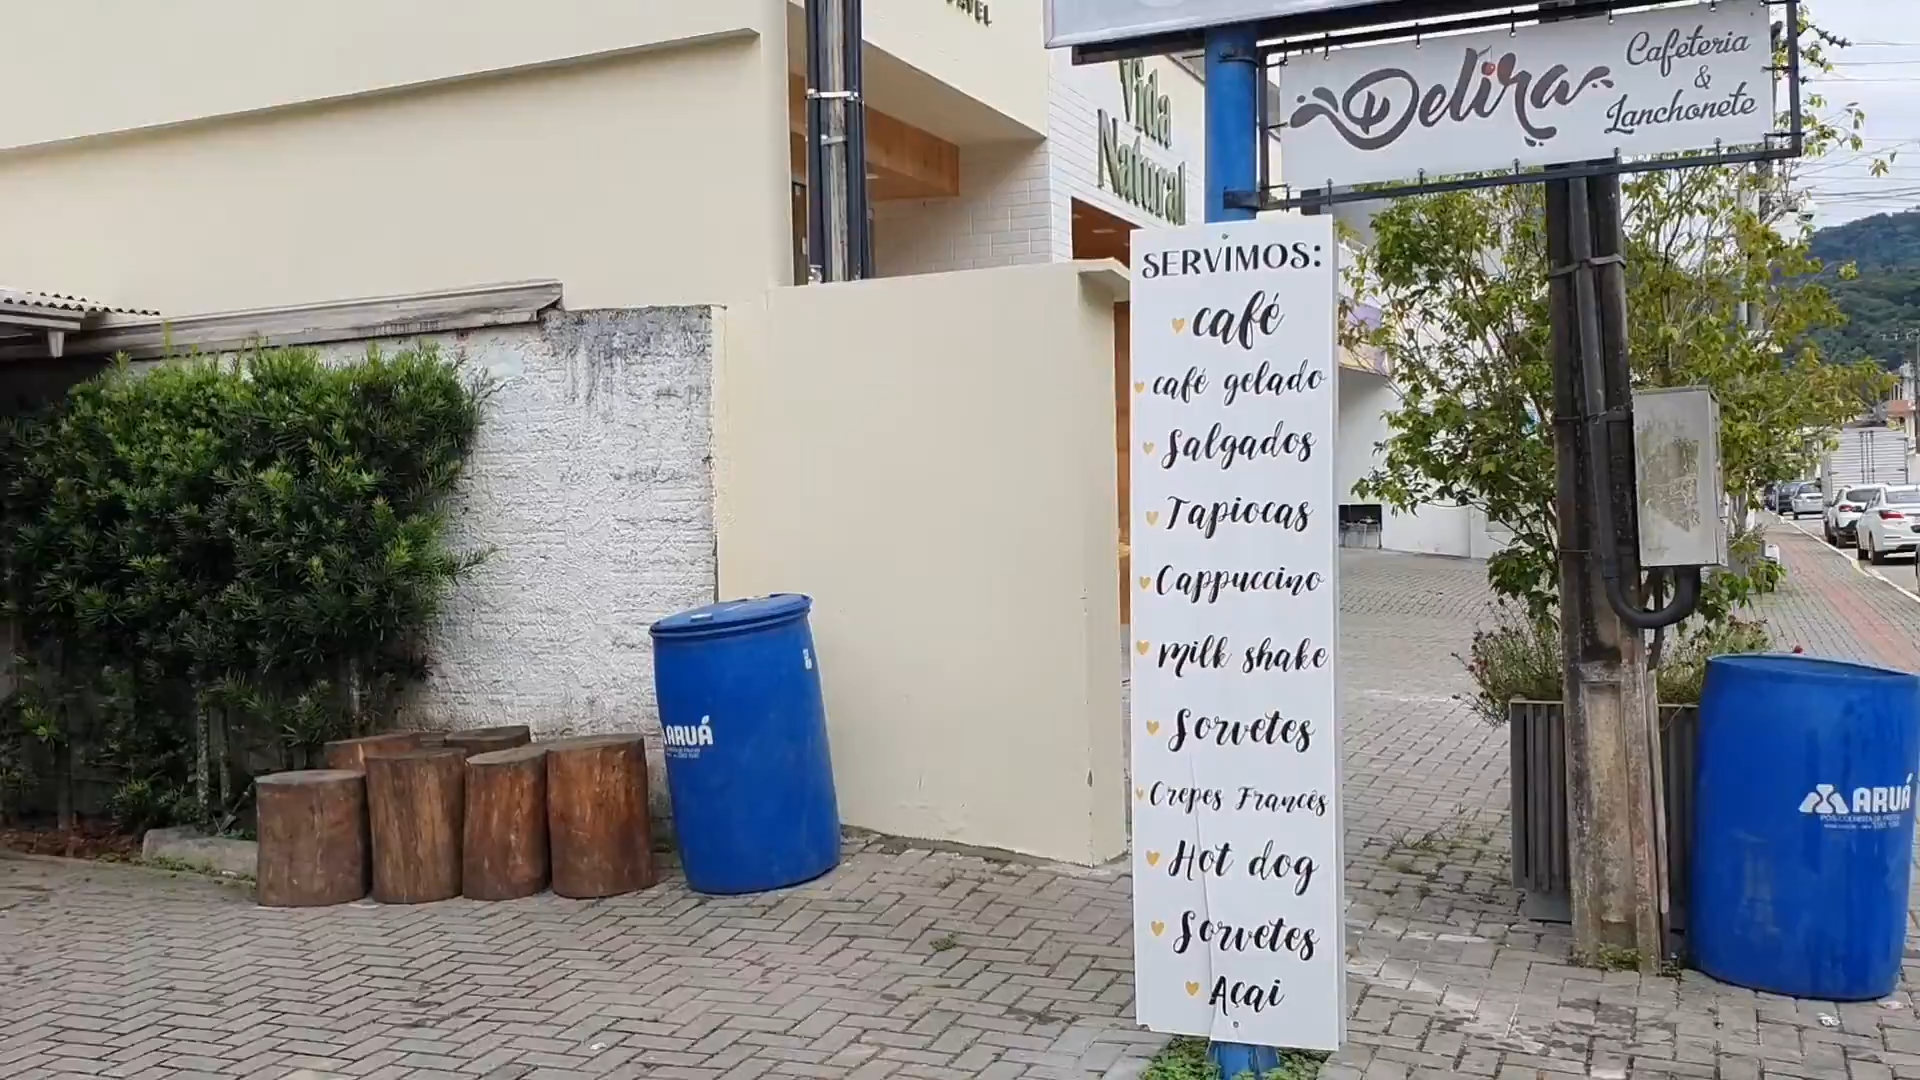 Vida
Natural
Delira
Cafeteria
&
Lanchonete
SERVIMOS:
café
café gelado
Salgados
Tapiocas
Cappuccino
Milk shake
Sorvetes
Crepes Francês
Hot dog
Sorvetes
Açai
ARUÁ
ARUÁ